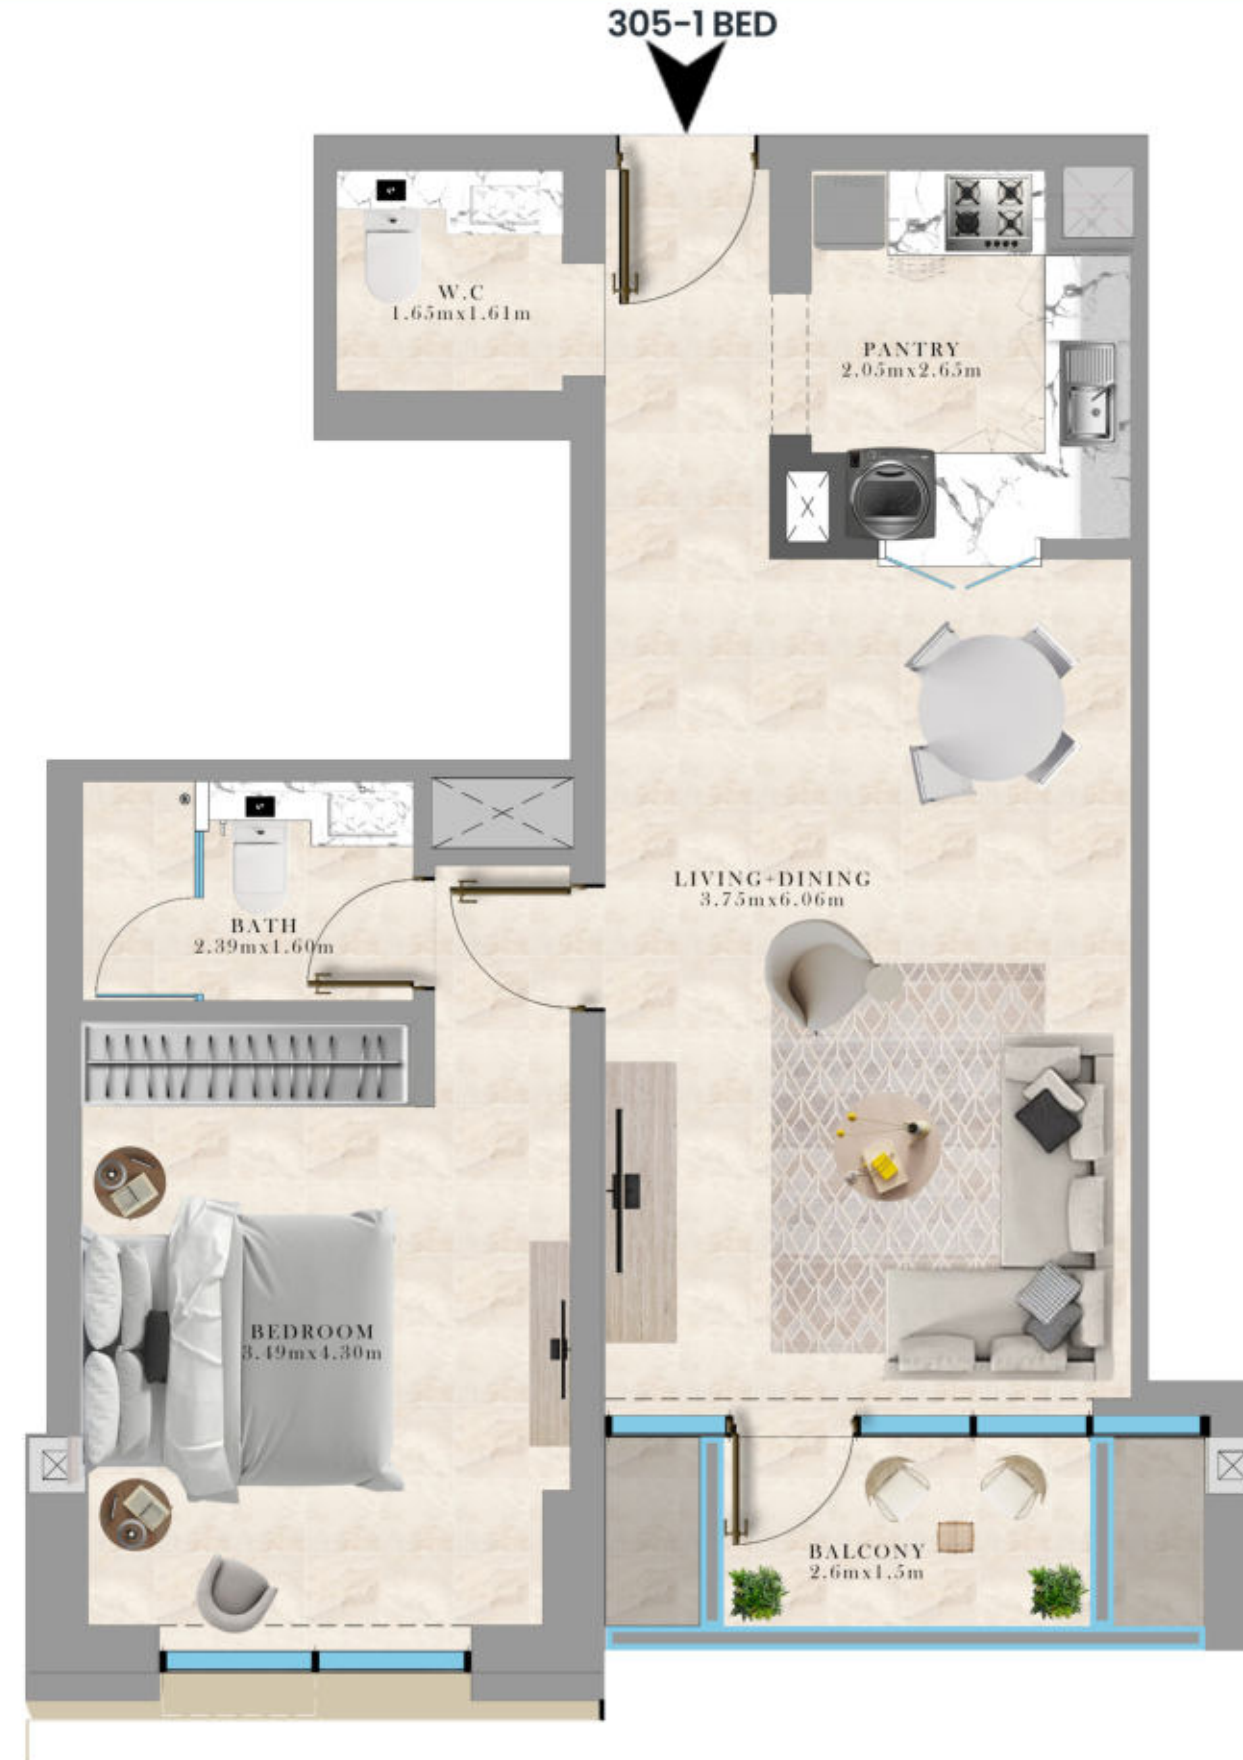 305-1 BED
W.C
1.65mx1.61m
PANTRY
2.05mx2.65m
LIVING+DINING
3.75mx6.06m
BATH
2.39mx1.60m
BEDROOM
3.49mx4.30m
BALCONY
2.6mx1.5m